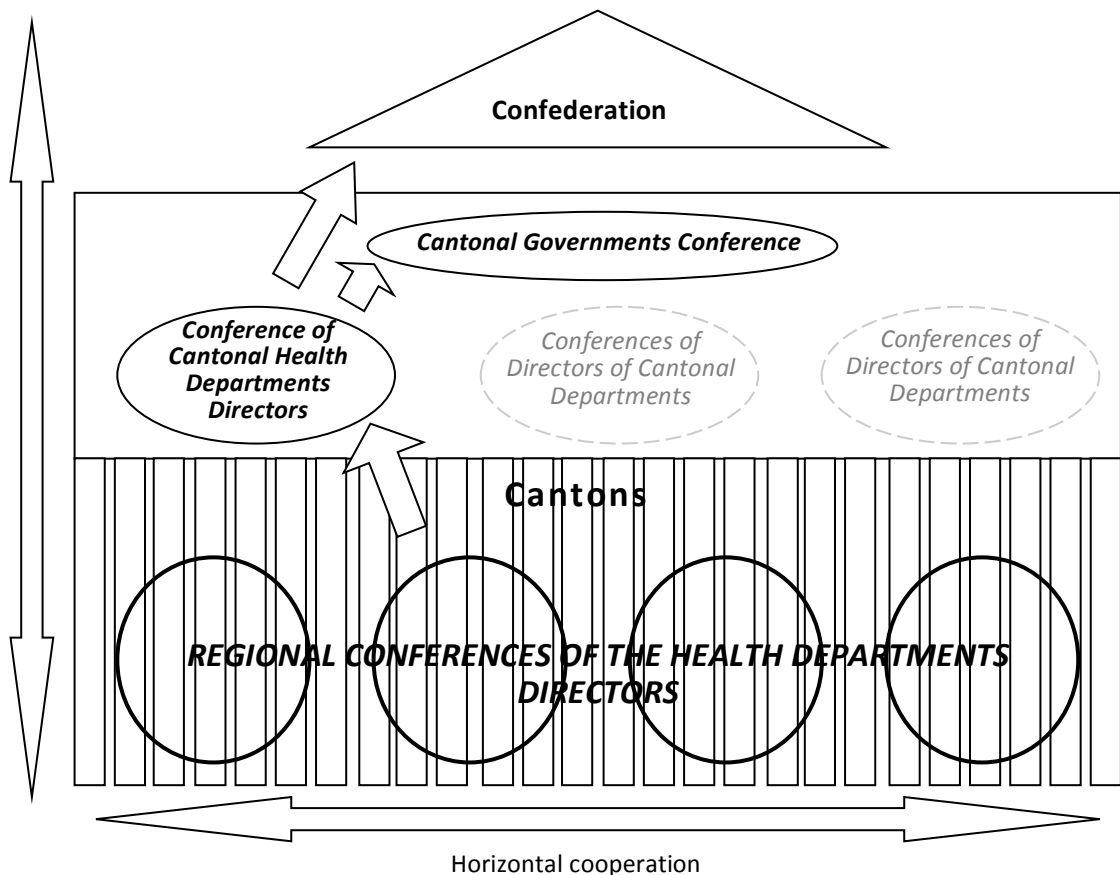 Confederation
Cantonal Governments Conference
Conference of
Cantonal Health
Departments
Directors
Conferences of
Directors of Cantonal
Departments
Conferences of
Directors of Cantonal
Departments
Cantons
REGIONAL CONFERENCES OF THE HEALTH DEPARTMENTS
DIRECTORS
Horizontal cooperation